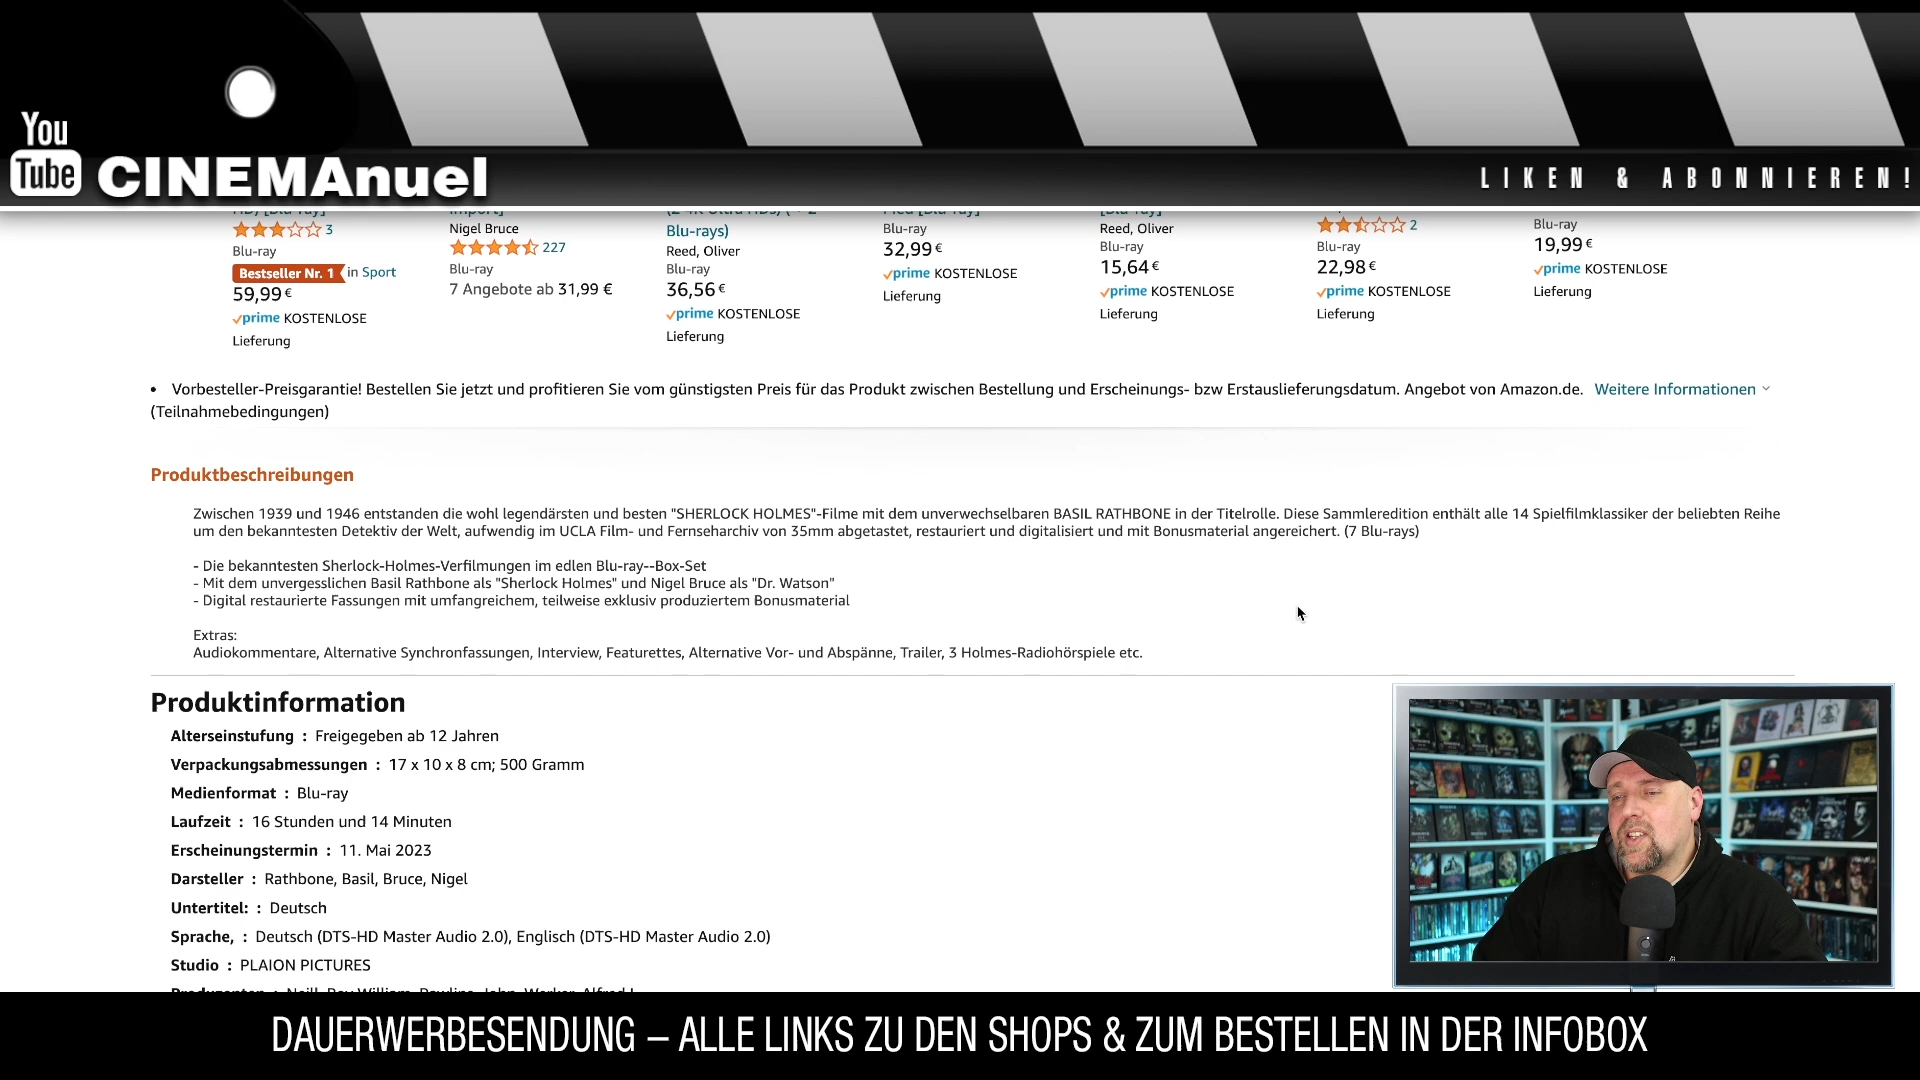 You
Tube CINEMAnuel
LIKEN & ABONNIEREN!
3
Blu-ray
Bestseller Nr. 1 in Sport
59,99 €
prime KOSTENLOSE
Lieferung
Nigel Bruce
227
Blu-ray
7 Angebote ab 31,99 €
Blu-rays)
Reed, Oliver
Blu-ray
36,56 €
prime KOSTENLOSE
Lieferung
Blu-ray
32,99 €
prime KOSTENLOSE
Lieferung
Reed, Oliver
Blu-ray
15,64 €
prime KOSTENLOSE
Lieferung
2
Blu-ray
22,98 €
prime KOSTENLOSE
Lieferung
Blu-ray
19,99 €
prime KOSTENLOSE
Lieferung
• Vorbesteller-Preisgarantie! Bestellen Sie jetzt und profitieren Sie vom günstigsten Preis für das Produkt zwischen Bestellung und Erscheinungs- bzw Erstauslieferungsdatum. Angebot von Amazon.de. Weitere Informationen
(Teilnahmebedingungen)
Produktbeschreibungen
Zwischen 1939 und 1946 entstanden die wohl legendärsten und besten "SHERLOCK HOLMES"-Filme mit dem unverwechselbaren BASIL RATHBONE in der Titelrolle. Diese Sammleredition enthält alle 14 Spielfilmklassiker der beliebten Reihe
um den bekanntesten Detektiv der Welt, aufwendig im UCLA Film- und Fernseharchiv von 35mm abgetastet, restauriert und digitalisiert und mit Bonusmaterial angereichert. (7 Blu-rays)
- Die bekanntesten Sherlock-Holmes-Verfilmungen im edlen Blu-ray--Box-Set
- Mit dem unvergesslichen Basil Rathbone als "Sherlock Holmes" und Nigel Bruce als "Dr. Watson"
- Digital restaurierte Fassungen mit umfangreichem, teilweise exklusiv produziertem Bonusmaterial
Extras:
Audiokommentare, Alternative Synchronfassungen, Interview, Featurettes, Alternative Vor- und Abspänne, Trailer, 3 Holmes-Radiohörspiele etc.
Produktinformation
Alterseinstufung : Freigegeben ab 12 Jahren
Verpackungsabmessungen : 17 x 10 x 8 cm; 500 Gramm
Medienformat : Blu-ray
Laufzeit : 16 Stunden und 14 Minuten
Erscheinungstermin : 11. Mai 2023
Darsteller : Rathbone, Basil, Bruce, Nigel
Untertitel: : Deutsch
Sprache, : Deutsch (DTS-HD Master Audio 2.0), Englisch (DTS-HD Master Audio 2.0)
Studio : PLAION PICTURES
DAUERWERBESENDUNG – ALLE LINKS ZU DEN SHOPS & ZUM BESTELLEN IN DER INFOBOX